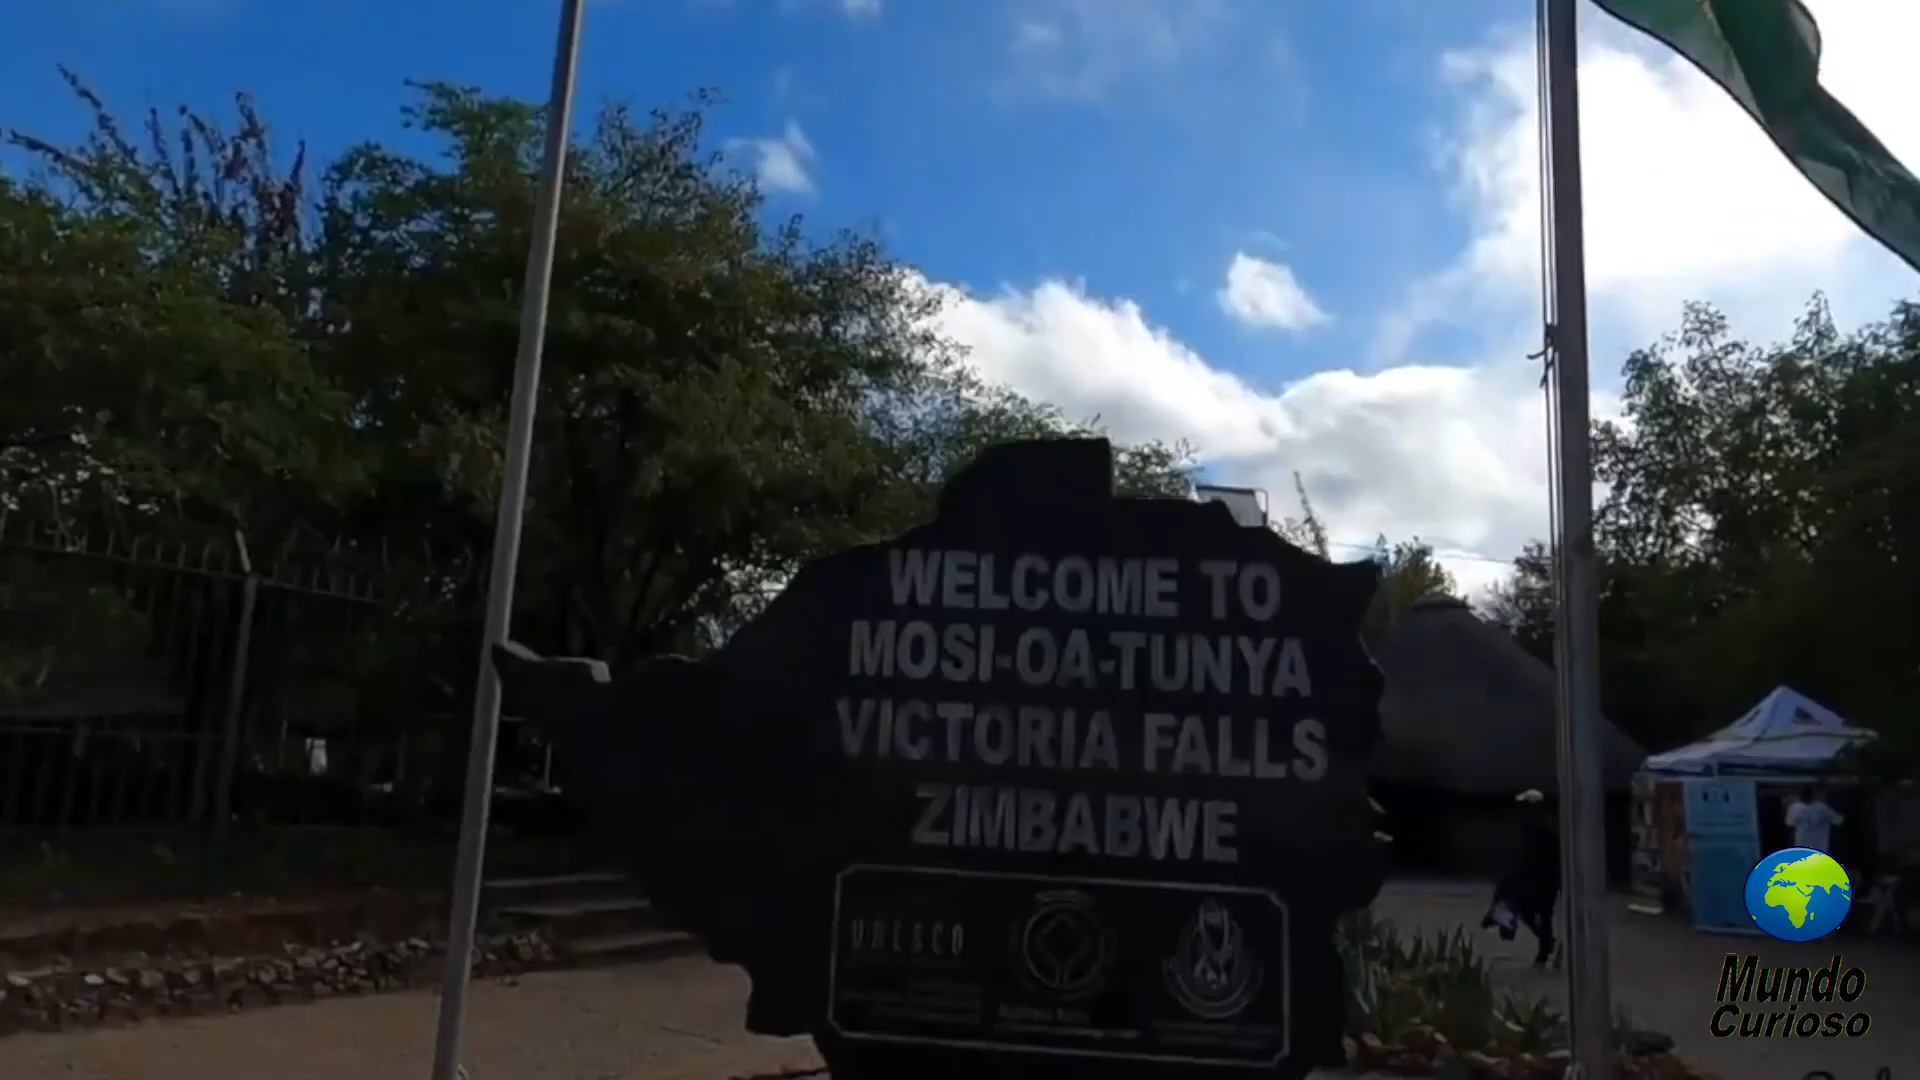 WELCOME TO
MOSI-OA-TUNYA
VICTORIA FALLS
ZIMBABWE
UNESCO
Mundo
Curioso